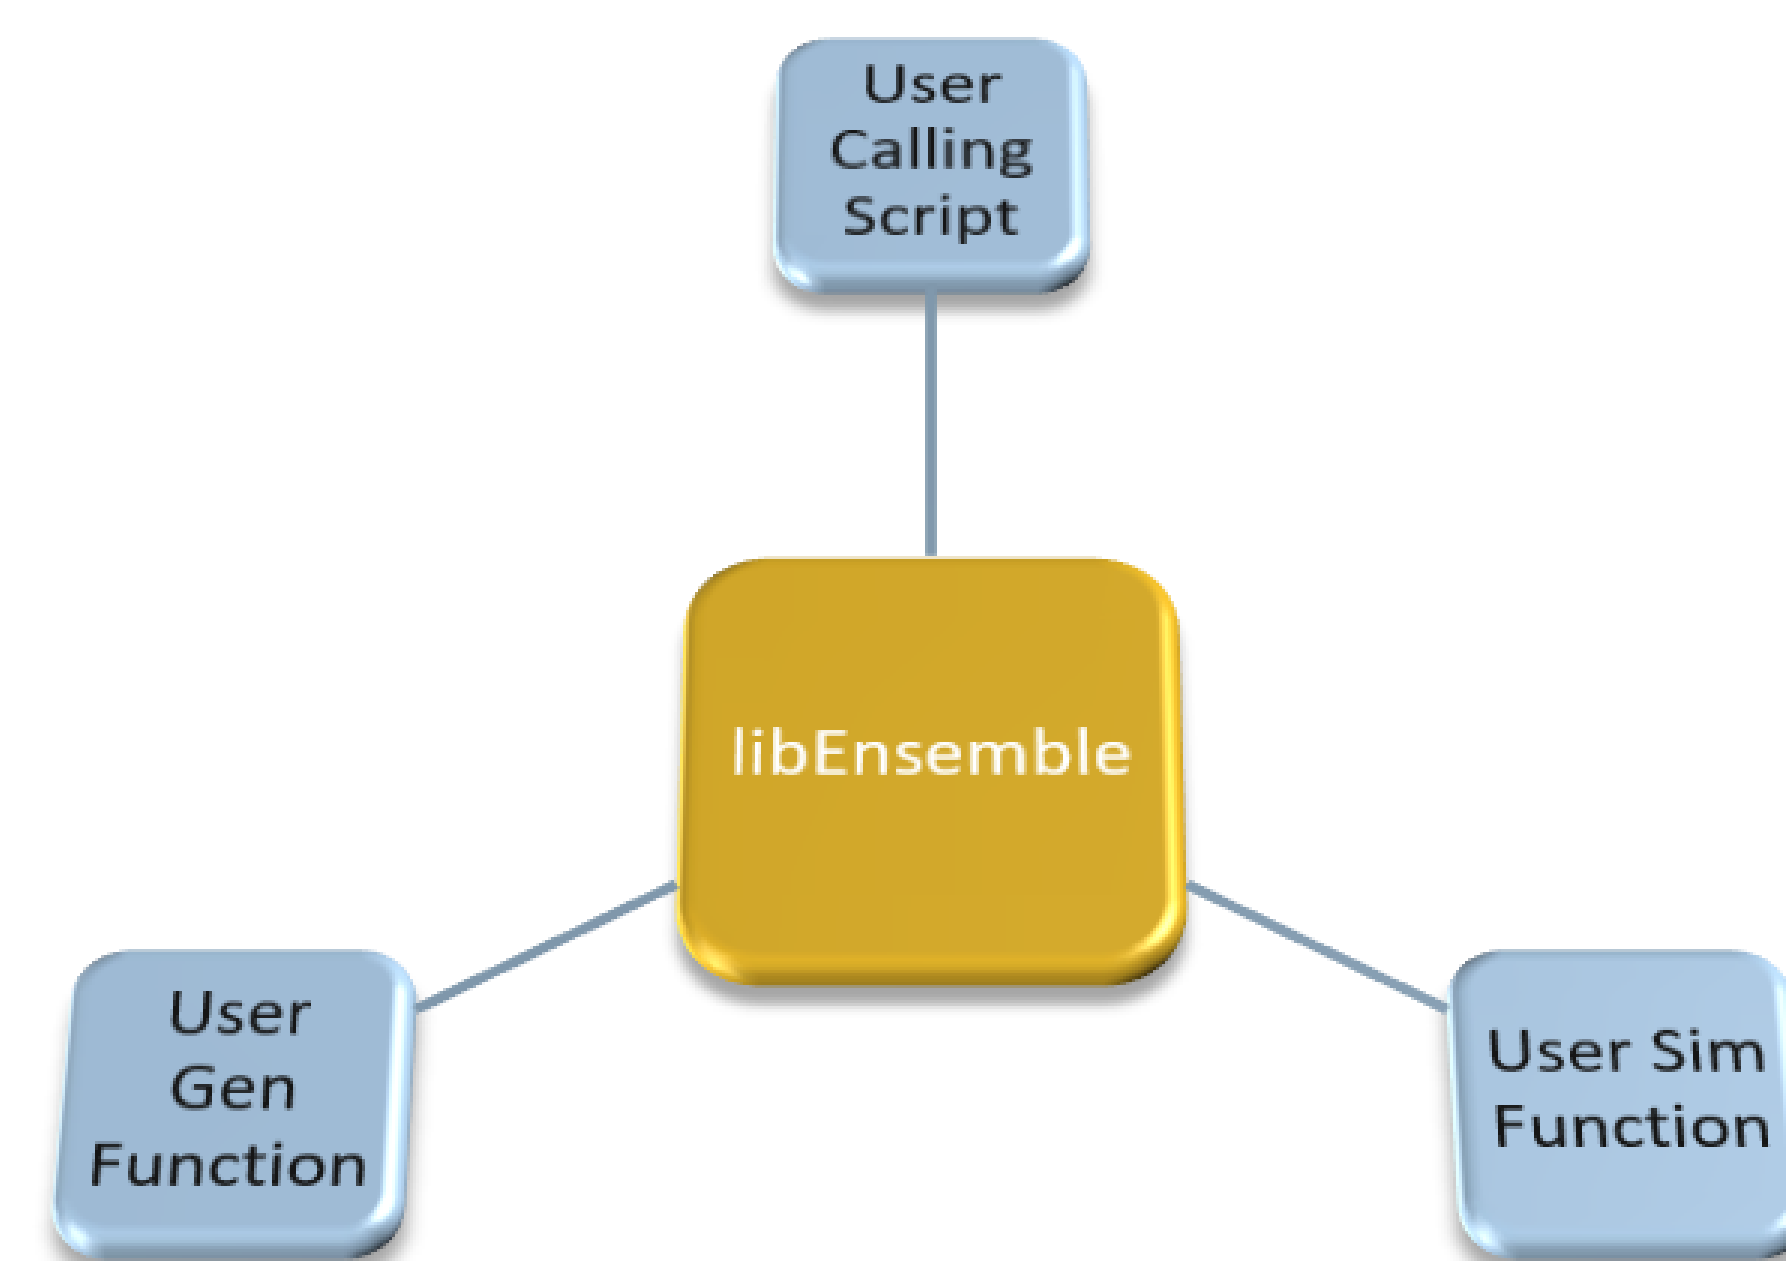 User
Calling
Script
libEnsemble
User
Gen
Function
User Sim
Function